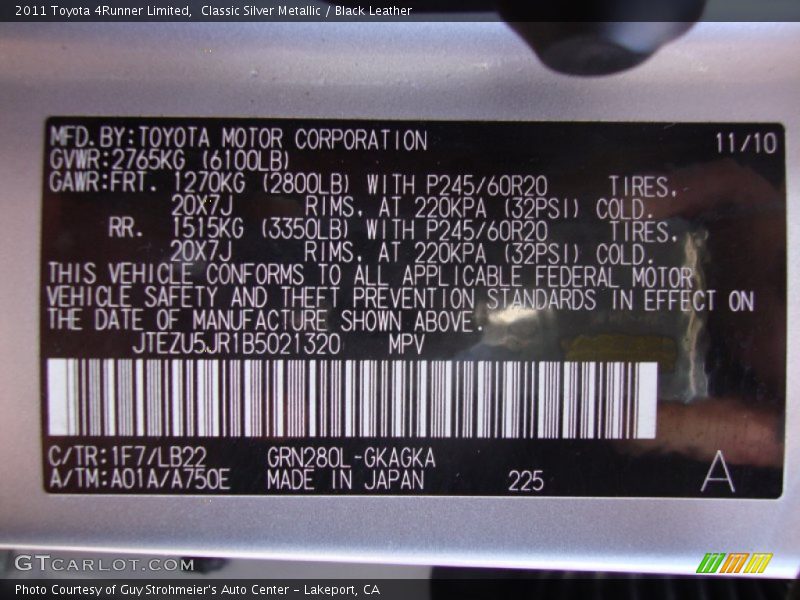 2011 Toyota 4Runner Limited,  Classic Silver Metallic / Black Leather
MFD. BY: TOYOTA MOTOR CORPORATION 11/10
GVWR: 2765KG (6100LB)
GAWR: FRT. 1270KG (2800LB) WITH P245/60R20 TIRES,
20X7J RIMS, AT 220KPA (32PSI) COLD.
RR. 1515KG (3350LB) WITH P245/60R20 TIRES,
20X7J RIMS, AT 220KPA (32PSI) COLD.
THIS VEHICLE CONFORMS TO ALL APPLICABLE FEDERAL MOTOR
VEHICLE SAFETY AND THEFT PREVENTION STANDARDS IN EFFECT ON
THE DATE OF MANUFACTURE SHOWN ABOVE.
JTEZU5JR1B5021320 MPV
C/TR: 1F7/LB22 GRN280L-GKAGKA
A/TM: A01A/A750E MADE IN JAPAN 225 A
GTCARLOT.COM
Photo Courtesy of Guy Strohmeier's Auto Center – Lakeport, CA